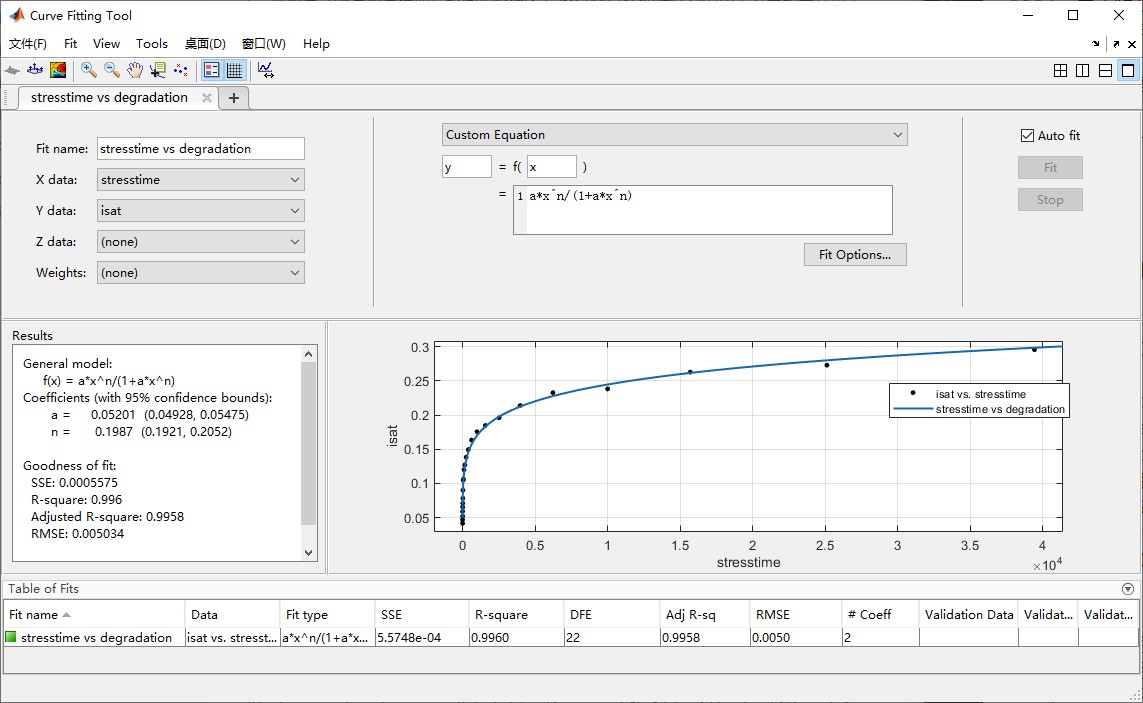 Curve Fitting Tool
文件(F) Fit View Tools 桌面(D) 窗口(W) Help
stresstime vs degradation
Fit name: stresstime vs degradation
X data: stresstime
Y data: isat
Z data: (none)
Weights: (none)
Custom Equation
y = f( x )
= 1 a*x^n/(1+a*x^n)
Fit Options...
Auto fit
Fit
Stop
Results
General model:
f(x) = a*x^n/(1+a*x^n)
Coefficients (with 95% confidence bounds):
a = 0.05201 (0.04928, 0.05475)
n = 0.1987 (0.1921, 0.2052)
Goodness of fit:
SSE: 0.0005575
R-square: 0.996
Adjusted R-square: 0.9958
RMSE: 0.005034
0.3
0.25
0.2
0.15
0.1
0.05
isat
0 0.5 1 1.5 2 2.5 3 3.5 4
×10^4
stresstime
isat vs. stresstime
stresstime vs degradation
Table of Fits
Fit name Data Fit type SSE R-square DFE Adj R-sq RMSE # Coeff Validation Data Validat... Validat...
stresstime vs degradation isat vs. stresst... a*x^n/(1+a*x... 5.5748e-04 0.9960 22 0.9958 0.0050 2